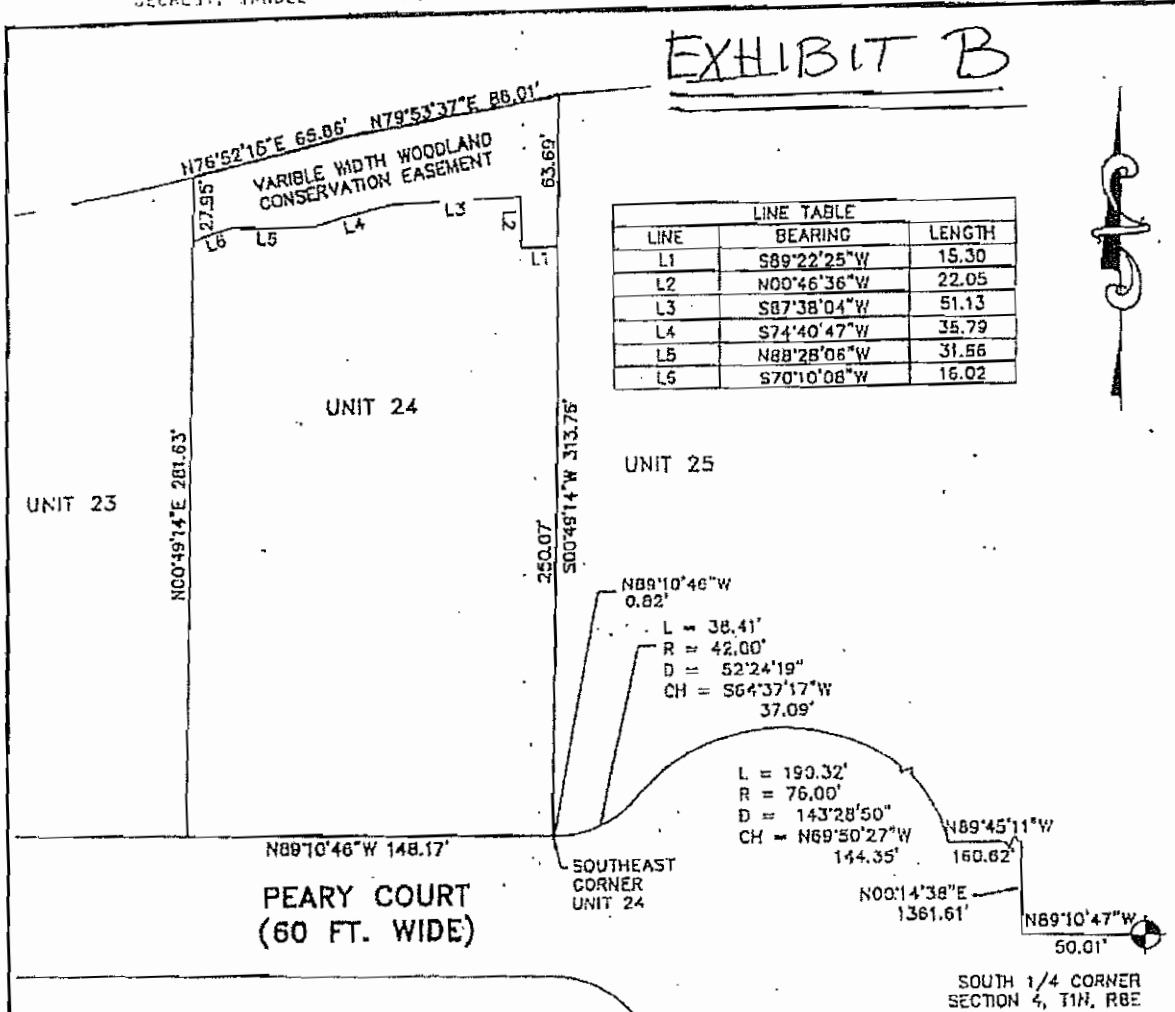 EXHIBIT B
N76°52'15"E 65.86' N79°53'37"E 86.01'
VARIBLE WIDTH WOODLAND
CONSERVATION EASEMENT
27.95'
63.69'
L6 L5 L4 L3 L2 L1
LINE TABLE
LINE BEARING LENGTH
L1 S89°22'25"W 15.30
L2 N00°46'36"W 22.05
L3 S87°38'04"W 51.13
L4 S74°40'47"W 35.79
L5 N88°28'06"W 31.56
L6 S70°10'08"W 16.02
UNIT 24
UNIT 23
UNIT 25
N00°49'14"E 281.63'
250.07'
S00°49'14"W 313.76'
N89°10'46"W
0.82'
L = 38.41'
R = 42.00'
D = 52°24'19"
CH = S64°37'17"W
37.09'
L = 190.32'
R = 76.00'
D = 143°28'50"
CH = N69°50'27"W
144.35'
N89°45'11"W
160.62'
N89°10'46"W 148.17'
SOUTHEAST
CORNER
UNIT 24
PEARY COURT
(60 FT. WIDE)
N00°14'38"E
1361.61'
N89°10'47"W
50.01'
SOUTH 1/4 CORNER
SECTION 4, T1N, R8E